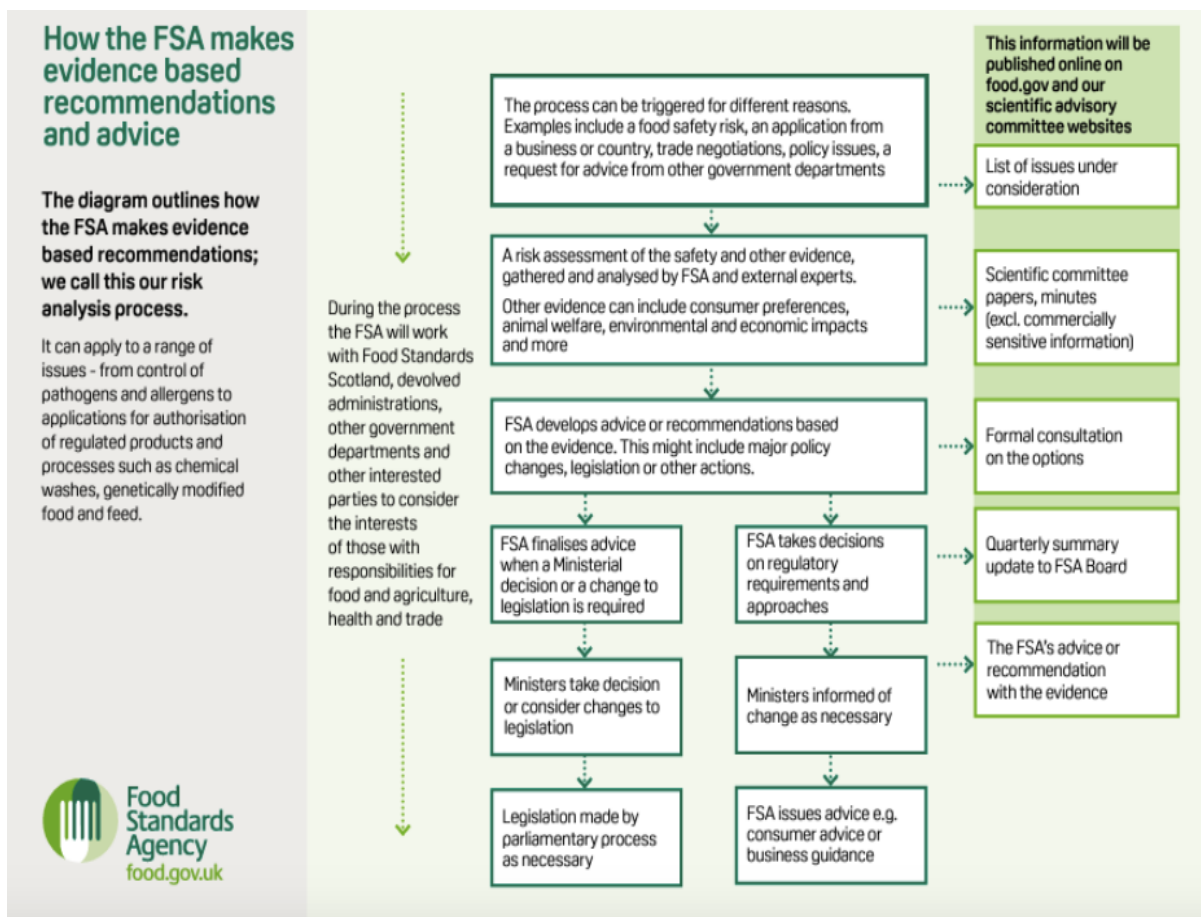 How the FSA makes
evidence based
recommendations
and advice
The diagram outlines how
the FSA makes evidence
based recommendations;
we call this our risk
analysis process.
It can apply to a range of
issues - from control of
pathogens and allergens to
applications for authorisation
of regulated products and
processes such as chemical
washes, genetically modified
food and feed.
Food
Standards
Agency
food.gov.uk
During the process
the FSA will work
with Food Standards
Scotland, devolved
administrations,
other government
departments and
other interested
parties to consider
the interests
of those with
responsibilities for
food and agriculture,
health and trade
The process can be triggered for different reasons.
Examples include a food safety risk, an application from
a business or country, trade negotiations, policy issues, a
request for advice from other government departments
A risk assessment of the safety and other evidence,
gathered and analysed by FSA and external experts.
Other evidence can include consumer preferences,
animal welfare, environmental and economic impacts
and more
FSA develops advice or recommendations based
on the evidence. This might include major policy
changes, legislation or other actions.
FSA finalises advice
when a Ministerial
decision or a change to
legislation is required
Ministers take decision
or consider changes to
legislation
Legislation made by
parliamentary process
as necessary
FSA takes decisions
on regulatory
requirements and
approaches
Ministers informed of
change as necessary
FSA issues advice e.g.
consumer advice or
business guidance
This information will be
published online on
food.gov and our
scientific advisory
committee websites
List of issues under
consideration
Scientific committee
papers, minutes
(excl. commercially
sensitive information)
Formal consultation
on the options
Quarterly summary
update to FSA Board
The FSA's advice or
recommendation
with the evidence